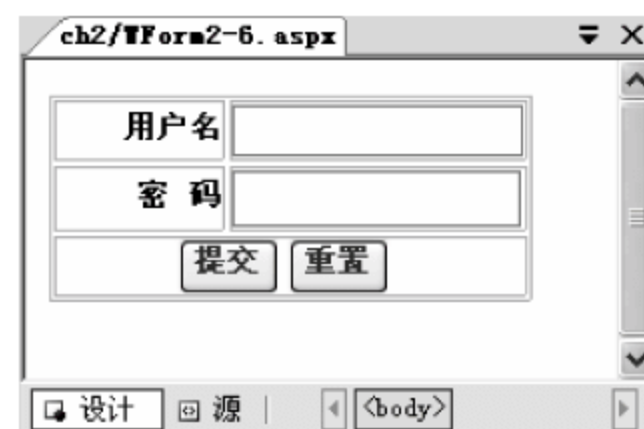 ch2/WForm2-6.aspx
用户名
密 码
提交 重置
设计 源 <body>